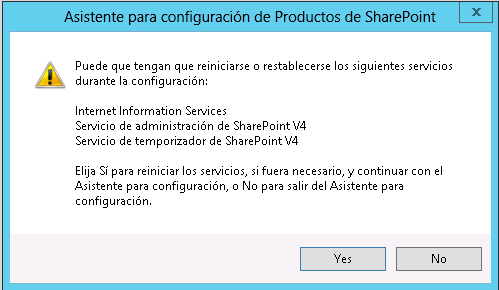 Asistente para configuración de Productos de SharePoint
x
Puede que tengan que reiniciarse o restablecerse los siguientes servicios
durante la configuración:
Internet Information Services
Servicio de administración de SharePoint V4
Servicio de temporizador de SharePoint V4
Elija Sí para reiniciar los servicios, si fuera necesario, y continuar con el
Asistente para configuración, o No para salir del Asistente para
configuración.
Yes
No